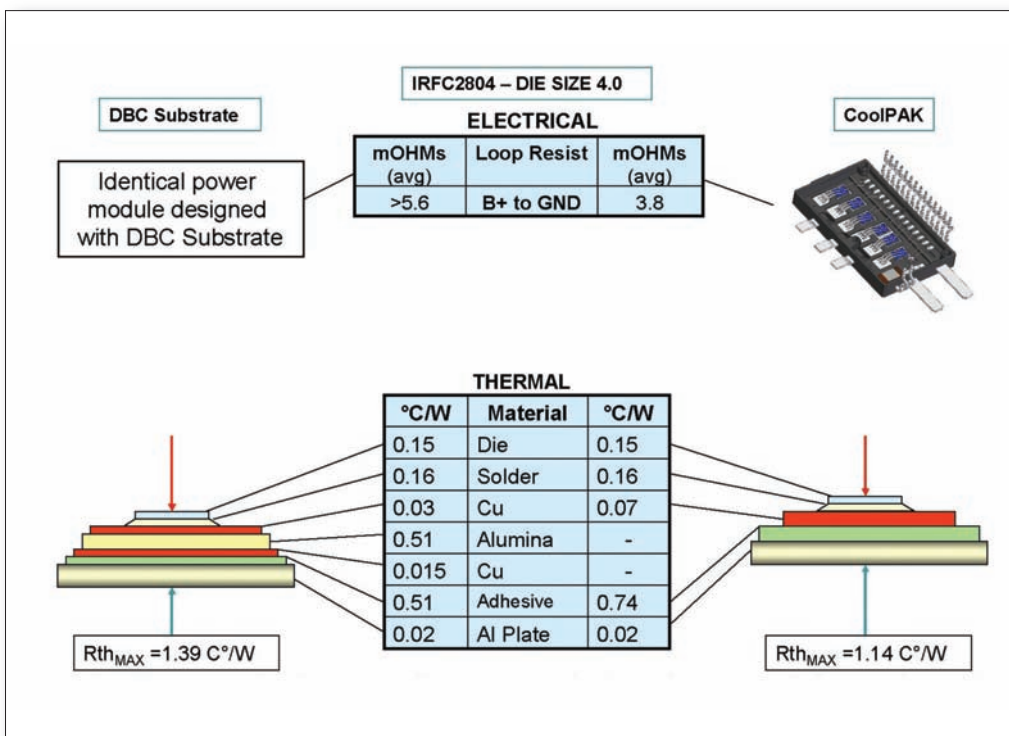 IRFC2804 – DIE SIZE 4.0
DBC Substrate
CoolPAK
ELECTRICAL
mOHMs Loop Resist mOHMs
(avg) (avg)
>5.6 B+ to GND 3.8
Identical power
module designed
with DBC Substrate
THERMAL
°C/W Material °C/W
0.15 Die 0.15
0.16 Solder 0.16
0.03 Cu 0.07
0.51 Alumina -
0.015 Cu -
0.51 Adhesive 0.74
0.02 Al Plate 0.02
RthMAX =1.39 C°/W
RthMAX =1.14 C°/W